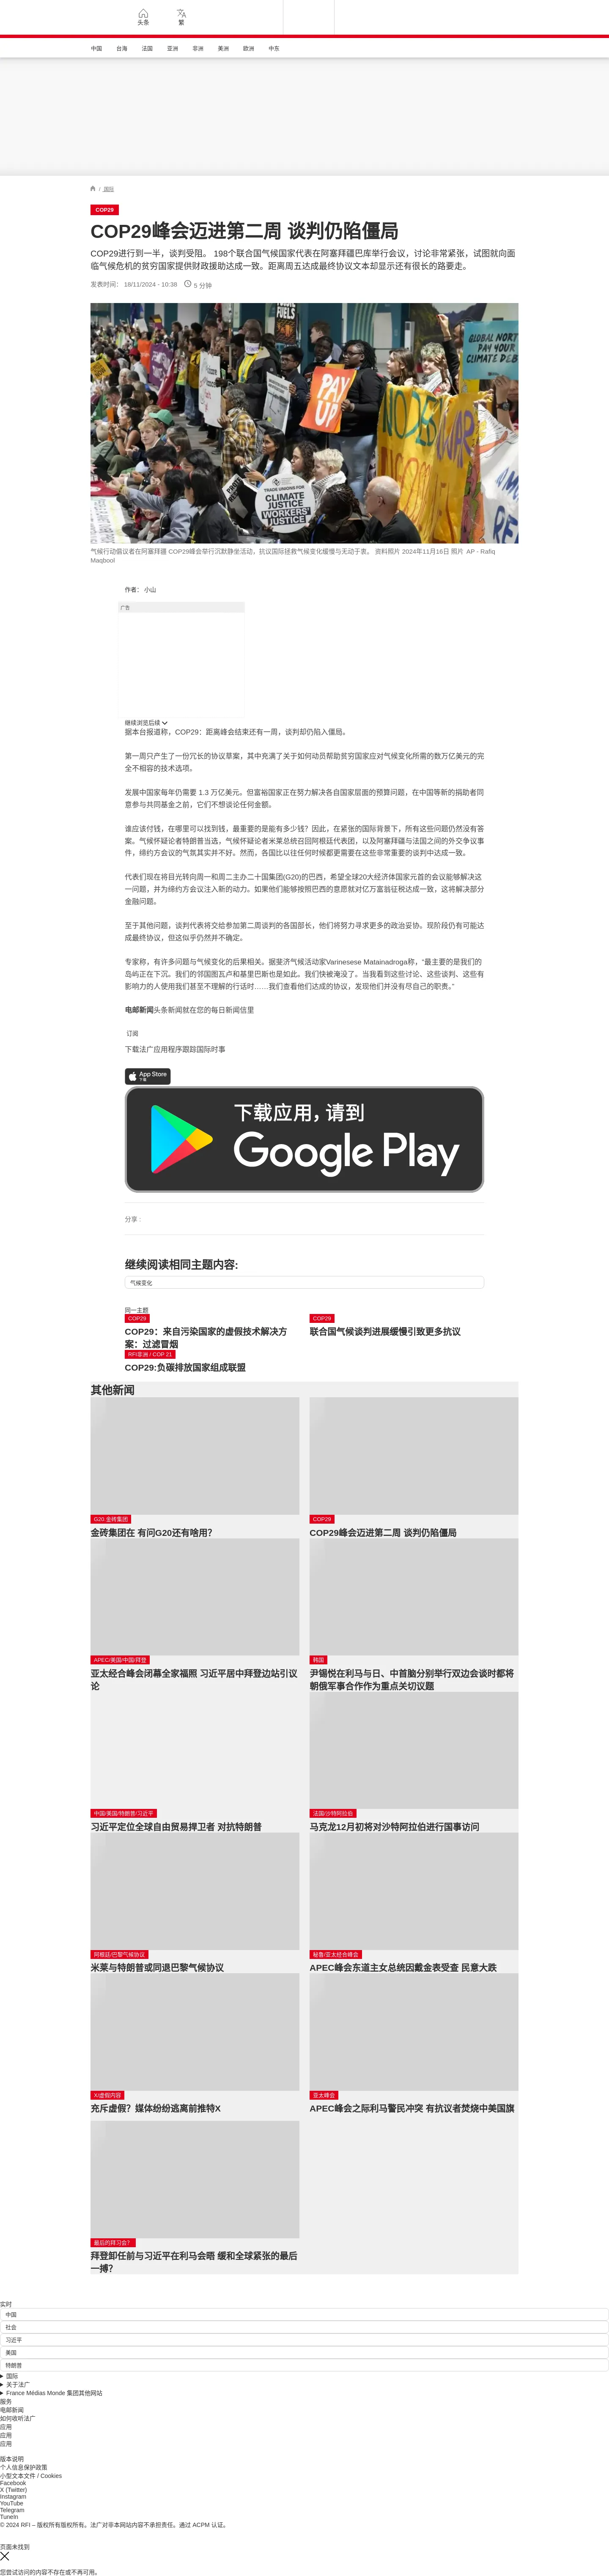 头条
繁
中国 台海 法国 亚洲 非洲 美洲 欧洲 中东
/ 国际
COP29
COP29峰会迈进第二周 谈判仍陷僵局
COP29进行到一半，谈判受阻。 198个联合国气候国家代表在阿塞拜疆巴库举行会议，讨论非常紧张，试图就向面
临气候危机的贫穷国家提供财政援助达成一致。距离周五达成最终协议文本却显示还有很长的路要走。
发表时间： 18/11/2024 - 10:38 5 分钟
FUELS
PAY UP
GLOBAL NORTH
PAY YOUR
CLIMATE DEBT
TRADE UNIONS FOR
CLIMATE JUSTICE
WORKERS' JUSTICE
气候行动倡议者在阿塞拜疆 COP29峰会举行沉默静坐活动，抗议国际拯救气候变化缓慢与无动于衷。 资料照片 2024年11月16日 照片 AP - Rafiq
Maqbool
作者： 小山
广告
继续浏览后续
据本台报道称，COP29：距离峰会结束还有一周，谈判却仍陷入僵局。
第一周只产生了一份冗长的协议草案，其中充满了关于如何动员帮助贫穷国家应对气候变化所需的数万亿美元的完
全不相容的技术选项。
发展中国家每年仍需要 1.3 万亿美元。但富裕国家正在努力解决各自国家层面的预算问题，在中国等新的捐助者同
意参与共同基金之前，它们不想谈论任何金额。
谁应该付钱，在哪里可以找到钱，最重要的是能有多少钱？因此，在紧张的国际背景下，所有这些问题仍然没有答
案。气候怀疑论者特朗普当选，气候怀疑论者米莱总统召回阿根廷代表团，以及阿塞拜疆与法国之间的外交争议事
件，缔约方会议的气氛其实并不好。然而，各国比以往任何时候都更需要在这些非常重要的谈判中达成一致。
代表们现在将目光转向周一和周二主办二十国集团(G20)的巴西，希望全球20大经济体国家元首的会议能够解决这
一问题，并为缔约方会议注入新的动力。如果他们能够按照巴西的意愿就对亿万富翁征税达成一致，这将解决部分
金融问题。
至于其他问题，谈判代表将交给参加第二周谈判的各国部长，他们将努力寻求更多的政治妥协。现阶段仍有可能达
成最终协议，但这似乎仍然并不确定。
专家称，有许多问题与气候变化的后果相关。据斐济气候活动家Varinesese Matainadroga称，“最主要的是我们的
岛屿正在下沉。我们的邻国图瓦卢和基里巴斯也是如此。我们快被淹没了。当我看到这些讨论、这些谈判、这些有
影响力的人使用我们甚至不理解的行话时……我们查看他们达成的协议，发现他们并没有尽自己的职责。”
电邮新闻头条新闻就在您的每日新闻信里
订阅
下载法广应用程序跟踪国际时事
App Store
下载
下载应用，请到
Google Play
分享 :
继续阅读相同主题内容:
气候变化
同一主题
COP29
COP29：来自污染国家的虚假技术解决方
案：过滤冒烟
COP29
联合国气候谈判进展缓慢引致更多抗议
RFI亚洲 / COP 21
COP29:负碳排放国家组成联盟
其他新闻
G20 金砖集团
金砖集团在 有问G20还有啥用？
COP29
COP29峰会迈进第二周 谈判仍陷僵局
APEC/美国/中国/拜登
亚太经合峰会闭幕全家福照 习近平居中拜登边站引议
论
韩国
尹锡悦在利马与日、中首脑分别举行双边会谈时都将
朝俄军事合作作为重点关切议题
中国/美国/特朗普/习近平
习近平定位全球自由贸易捍卫者 对抗特朗普
法国/沙特阿拉伯
马克龙12月初将对沙特阿拉伯进行国事访问
阿根廷/巴黎气候协议
米莱与特朗普或同退巴黎气候协议
秘鲁/亚太经合峰会
APEC峰会东道主女总统因戴金表受查 民意大跌
X/虚假内容
充斥虚假？媒体纷纷逃离前推特X
亚太峰会
APEC峰会之际利马警民冲突 有抗议者焚烧中美国旗
最后的拜习会?
拜登卸任前与习近平在利马会晤 缓和全球紧张的最后
一搏？
实时
中国
社会
习近平
美国
特朗普
国际
关于法广
France Médias Monde 集团其他网站
服务
电邮新闻
如何收听法广
应用
应用
应用
版本说明
个人信息保护政策
小型文本文件 / Cookies
Facebook
X (Twitter)
Instagram
YouTube
Telegram
TuneIn
© 2024 RFI – 版权所有版权所有。法广对非本网站内容不承担责任。通过 ACPM 认证。
页面未找到
您尝试访问的内容不存在或不再可用。